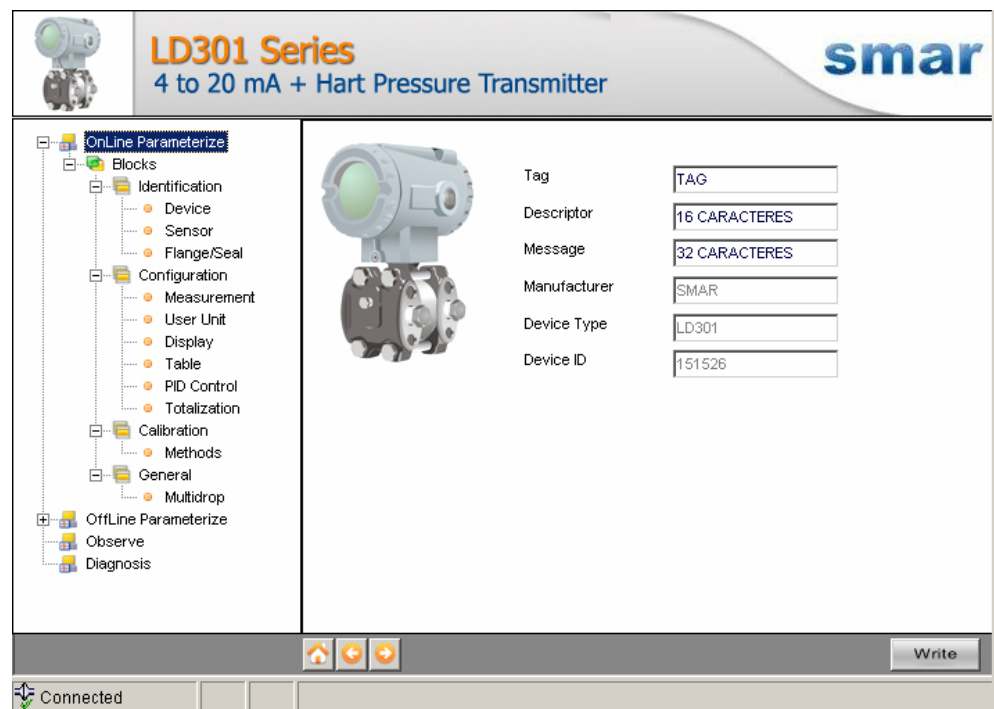 LD301 Series
4 to 20 mA + Hart Pressure Transmitter
smar
OnLine Parameterize
Blocks
Identification
Device
Sensor
Flange/Seal
Configuration
Measurement
User Unit
Display
Table
PID Control
Totalization
Calibration
Methods
General
Multidrop
OffLine Parameterize
Observe
Diagnosis
Tag TAG
Descriptor 16 CARACTERES
Message 32 CARACTERES
Manufacturer SMAR
Device Type LD301
Device ID 151526
Write
Connected